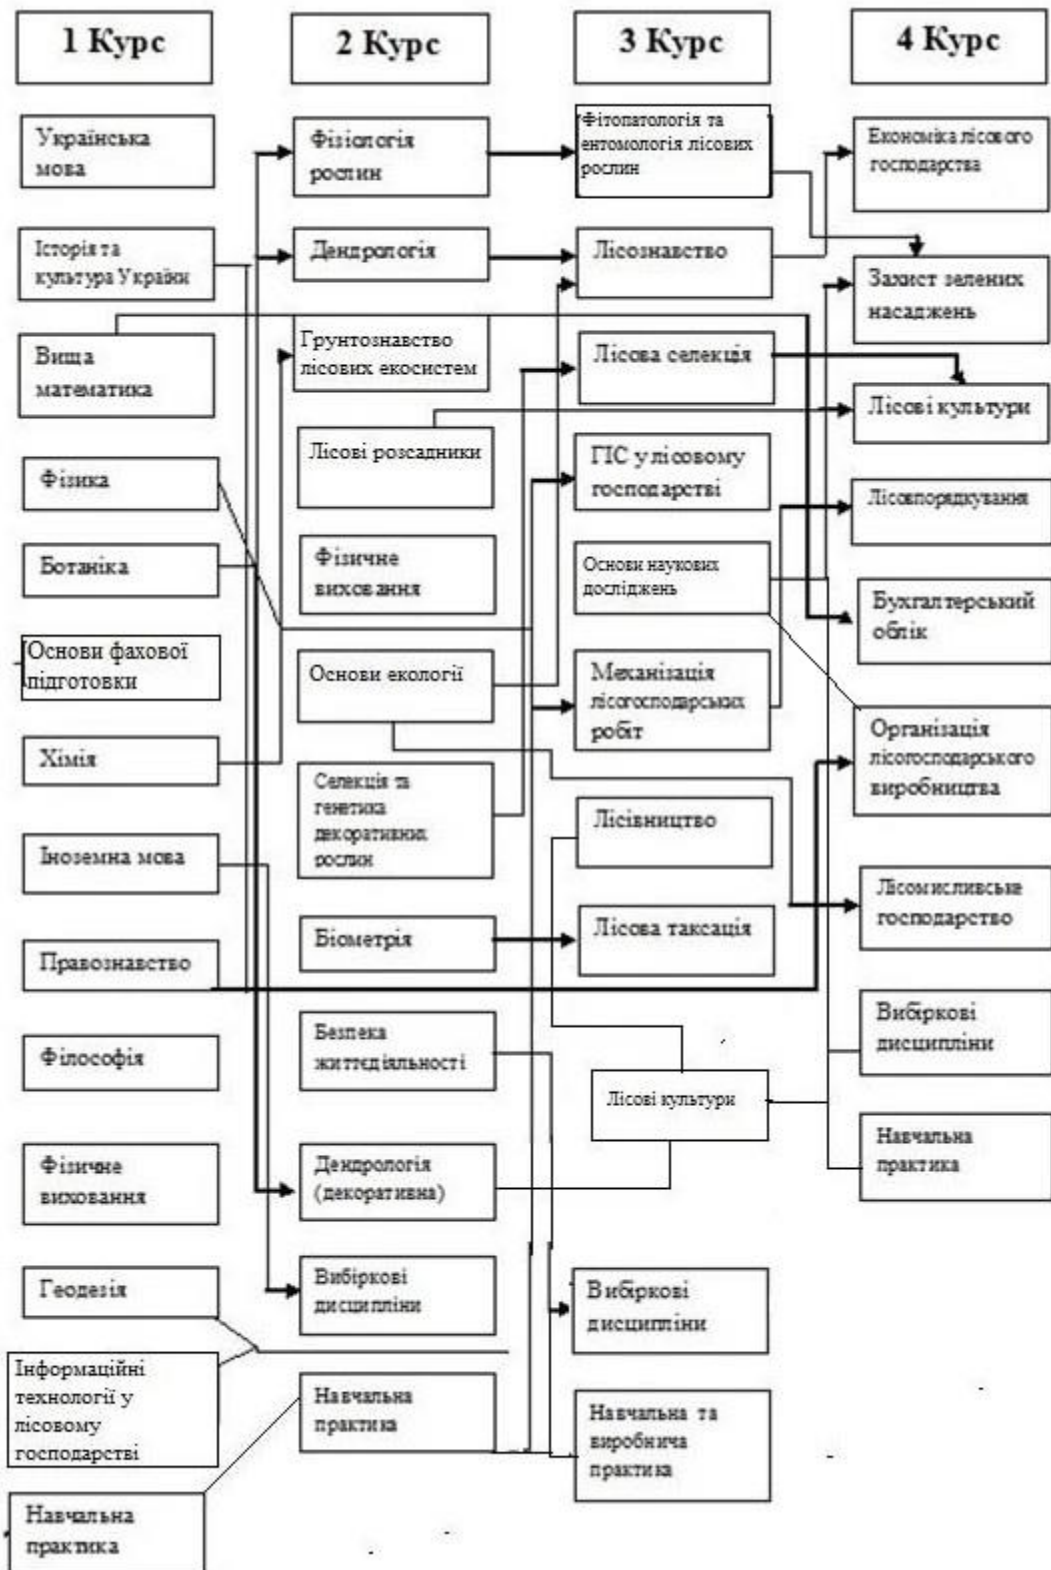 1 Курс
Українська
мова
Історія та
культура України
Вища
математика
Фізика
Ботаніка
Основи фахової
підготовки
Хімія
Іноземна мова
Правознавство
Філософія
Фізичне
виховання
Геодезія
Інформаційні
технології у
лісовому
господарстві
Навчальна
практика
2 Курс
Фізіологія
рослин
Дендрологія
Грунтознавство
лісових екосистем
Лісові розсадники
Фізичне
виховання
Основи екології
Селекція та
генетика
декоративних
рослин
Біометрія
Безпека
життєдіяльності
Дендрологія
(декоративна)
Вибіркові
дисципліни
Навчальна
практика
3 Курс
Фітопатологія та
ентомологія лісових
рослин
Лісознавство
Лісова селекція
ГІС у лісовому
господарстві
Основи наукових
досліджень
Механізація
лісогосподарських
робіт
Лісівництво
Лісова таксація
Лісові культури
Вибіркові
дисципліни
Навчальна та
виробнича
практика
4 Курс
Економіка лісового
господарства
Захист зелених
насаджень
Лісові культури
Лісовпорядкування
Бухгалтерський
облік
Організація
лісогосподарського
виробництва
Лісомисливське
господарство
Вибіркові
дисципліни
Навчальна
практика